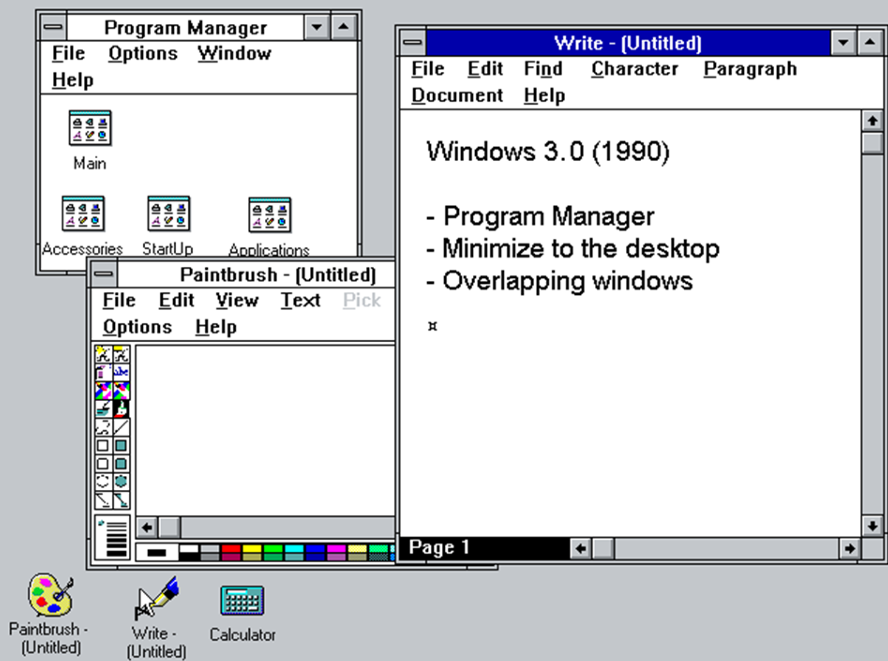 Program Manager
File Options Window
Help
Main
Accessories StartUp Applications
Paintbrush - (Untitled)
File Edit View Text Pick
Options Help
Write - (Untitled)
File Edit Find Character Paragraph
Document Help
Windows 3.0 (1990)
- Program Manager
- Minimize to the desktop
- Overlapping windows
¤
Page 1
Paintbrush -
(Untitled)
Write -
(Untitled)
Calculator